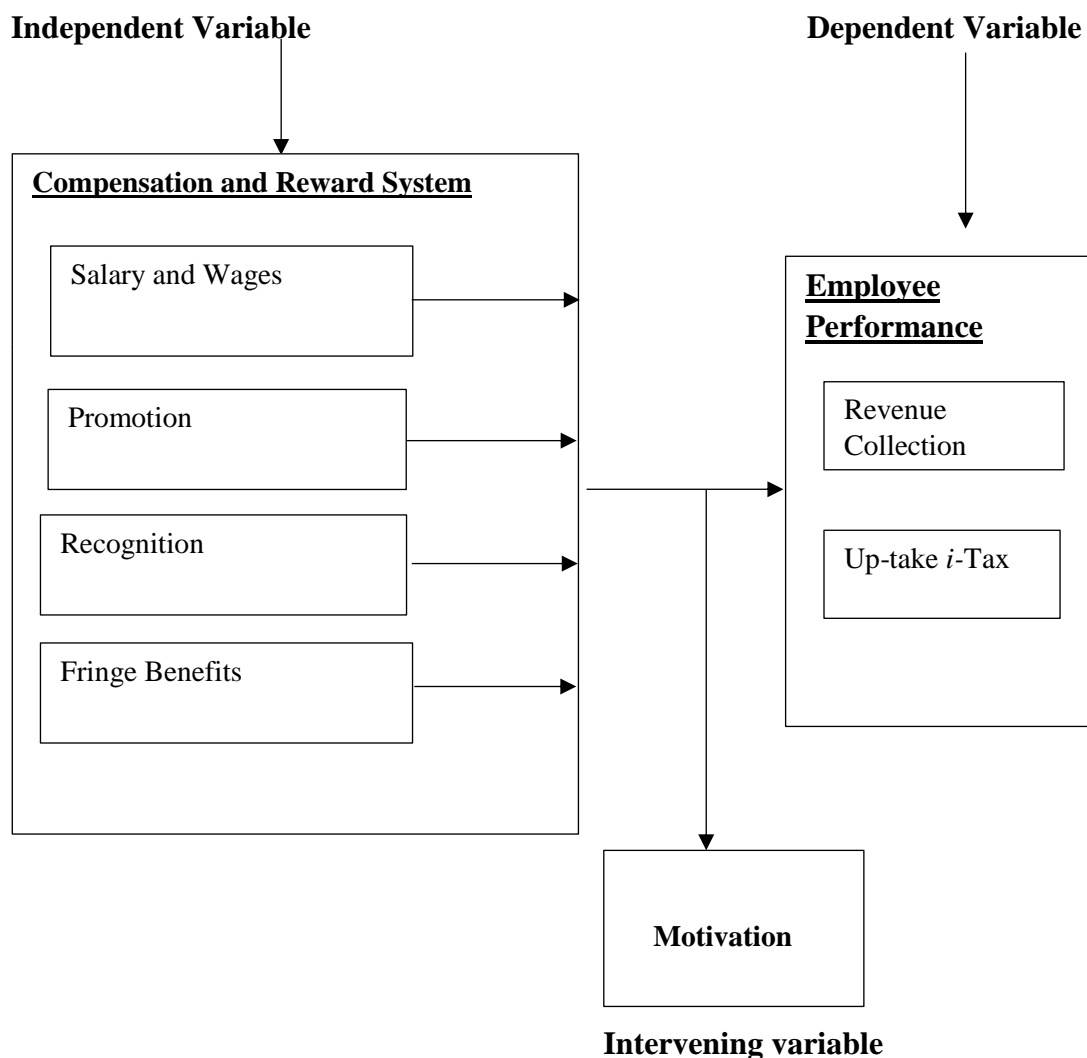 Independent Variable
Dependent Variable
Compensation and Reward System
Salary and Wages
Promotion
Recognition
Fringe Benefits
Employee
Performance
Revenue
Collection
Up-take i-Tax
Motivation
Intervening variable